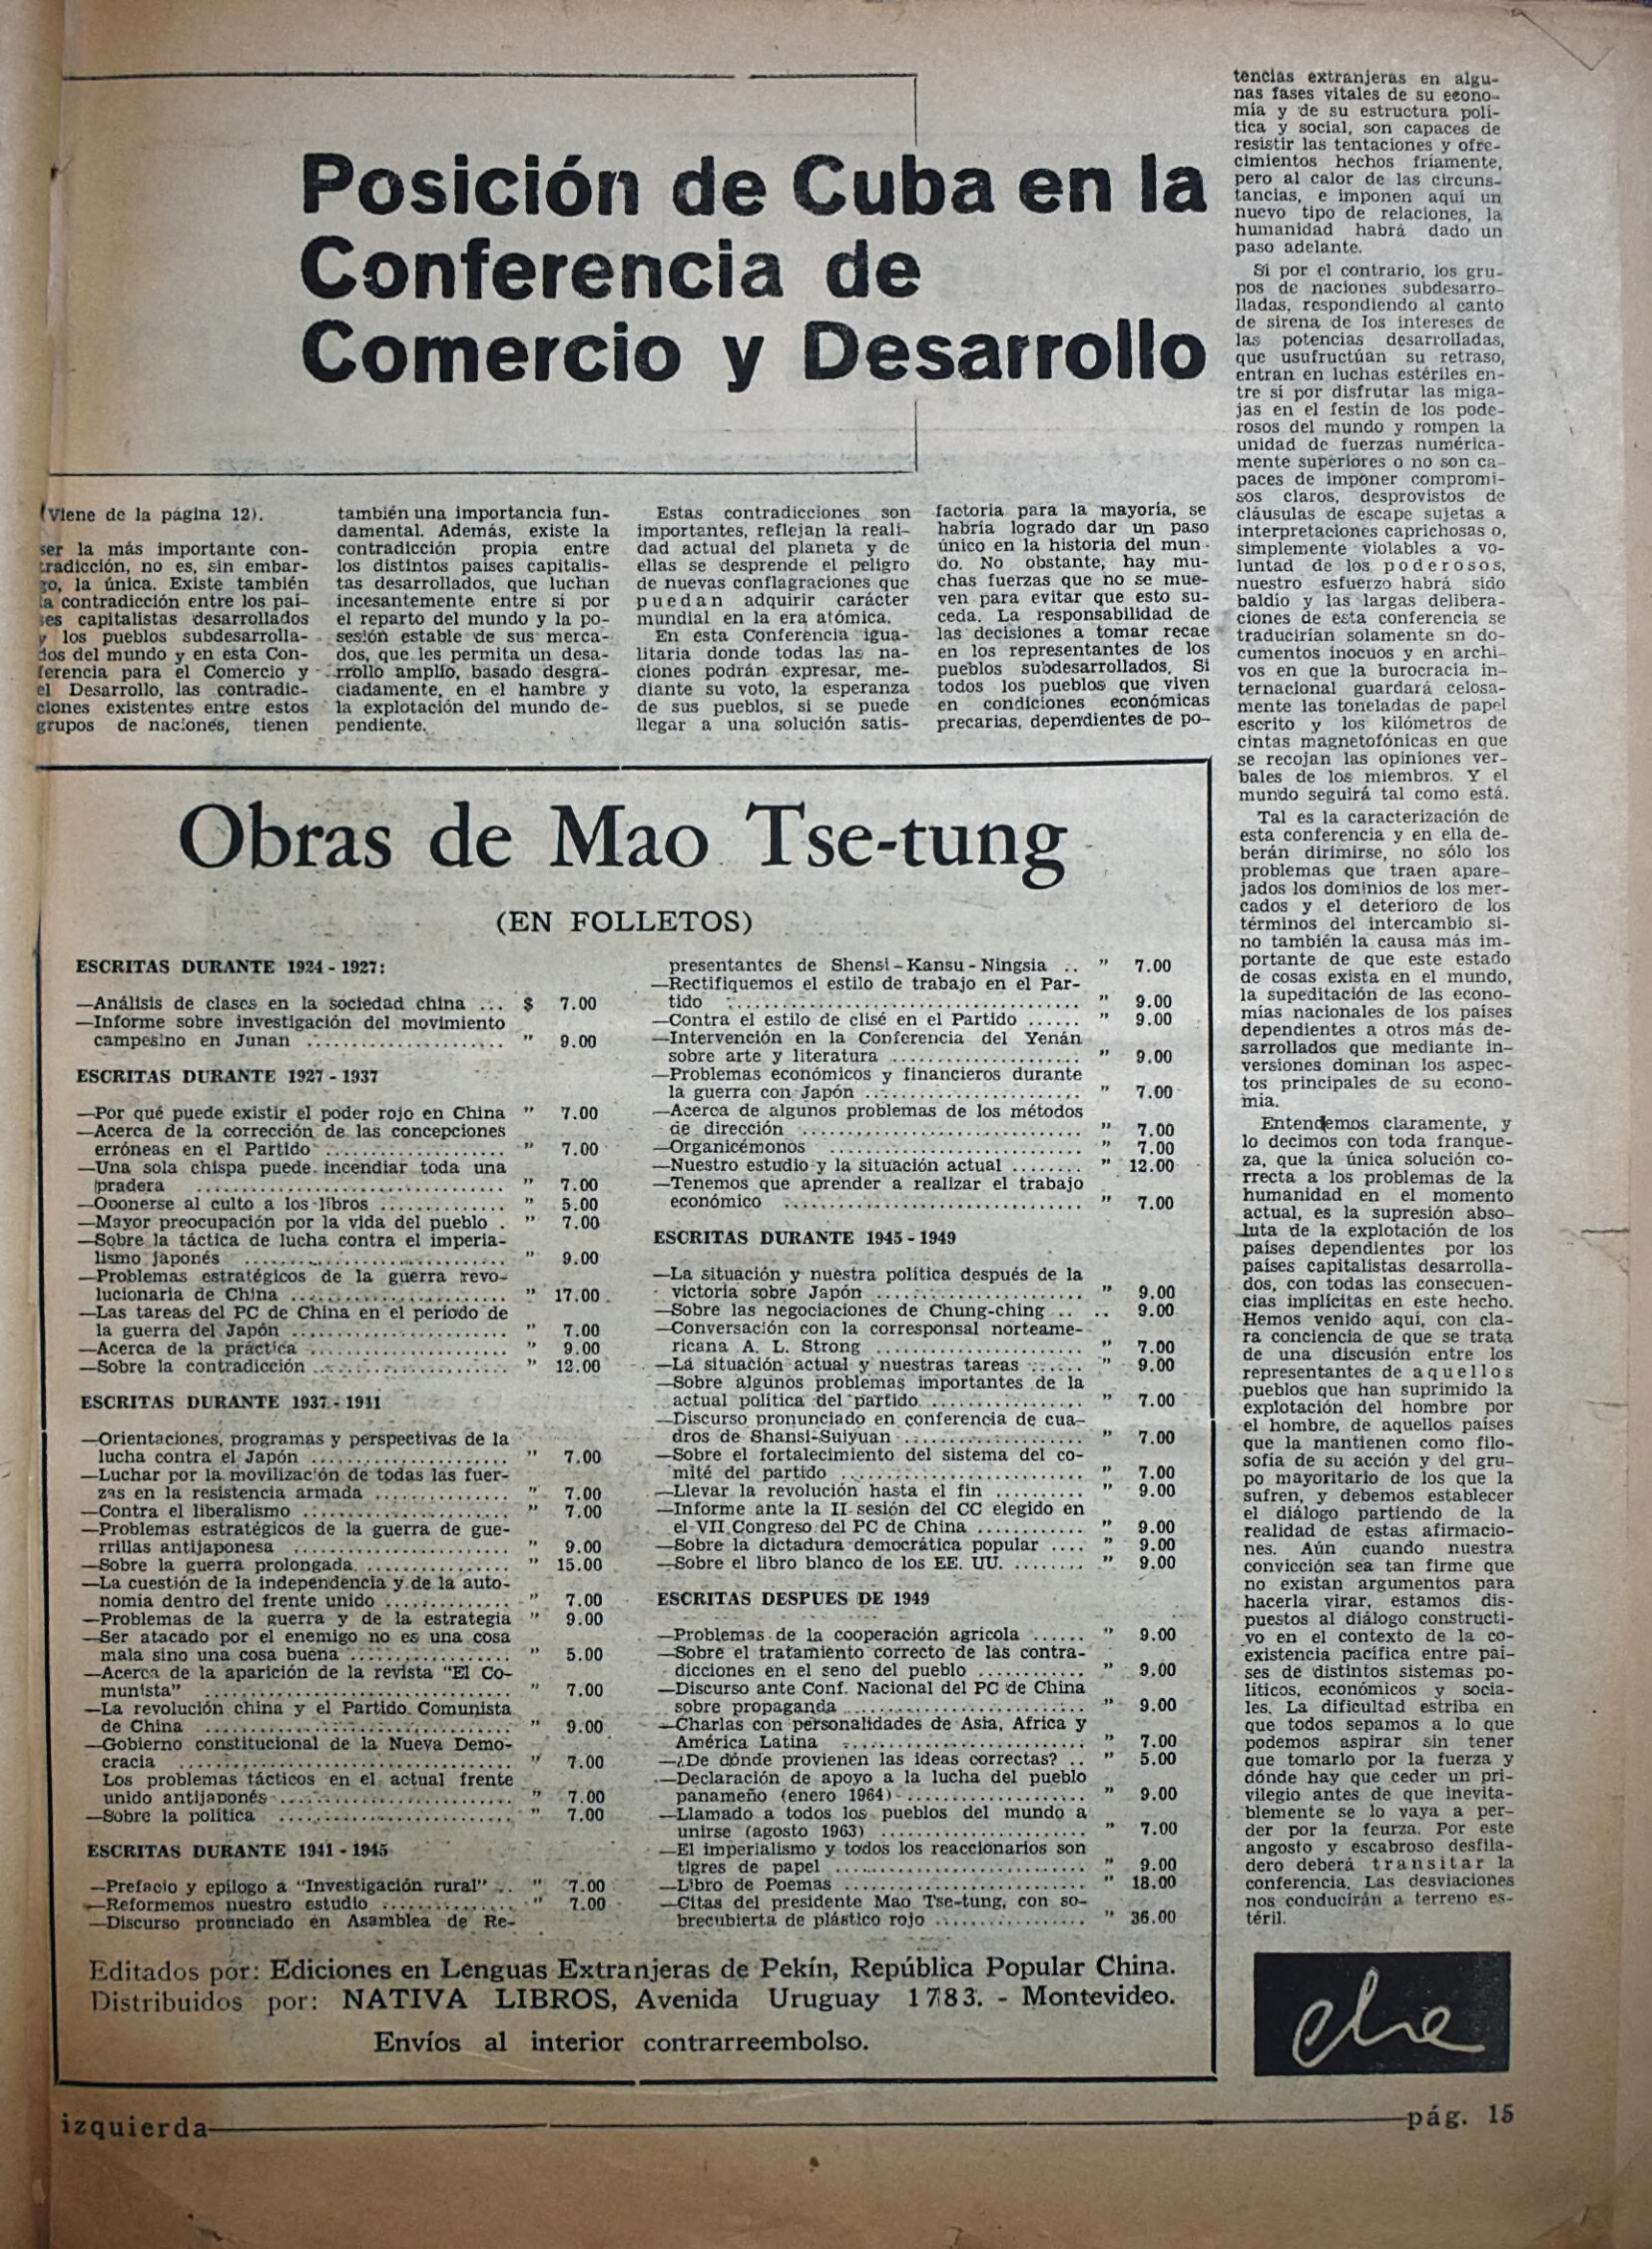 Posición de Cuba en la
Conferencia de
Comercio y Desarrollo
(Viene de la página 12).
ser la más importante con-
tradicción, no es, sin embar-
go, la única. Existe también
la contradicción entre los paí-
ses capitalistas desarrollados
y los pueblos subdesarrolla-
dos del mundo y en esta Con-
ferencia para el Comercio y
el Desarrollo, las contradic-
ciones existentes entre estos
grupos de naciones, tienen
también una importancia fun-
damental. Además, existe la
contradicción propia entre
los distintos países capitalis-
tas desarrollados, que luchan
incesantemente entre sí por
el reparto del mundo y la po-
sesión estable de sus merca-
dos, que les permita un desa-
rrollo amplio, basado desgra-
ciadamente, en el hambre y
la explotación del mundo de-
pendiente.
Estas contradicciones son
importantes, reflejan la reali-
dad actual del planeta y de
ellas se desprende el peligro
de nuevas conflagraciones que
puedan adquirir carácter
mundial en la era atómica.
En esta Conferencia igua-
litaria donde todas las na-
ciones podrán expresar, me-
diante su voto, la esperanza
de sus pueblos, si se puede
llegar a una solución satis-
factoria para la mayoría, se
habría logrado dar un paso
único en la historia del mun-
do. No obstante, hay mu-
chas fuerzas que no se mue-
ven para evitar que esto su-
ceda. La responsabilidad de
las decisiones a tomar recae
en los representantes de los
pueblos subdesarrollados. Si
todos los pueblos que viven
en condiciones económicas
precarias, dependientes de po-
tencias extranjeras en algu-
nas fases vitales de su econo-
mía y de su estructura polí-
tica y social, son capaces de
resistir las tentaciones y ofre-
cimientos hechos fríamente,
pero al calor de las circuns-
tancias, e imponen aquí un
nuevo tipo de relaciones, la
humanidad habrá dado un
paso adelante.
Si por el contrario, los gru-
pos de naciones subdesarro-
lladas, respondiendo al canto
de sirena de los intereses de
las potencias desarrolladas,
que usufructúan su retraso,
entran en luchas estériles en-
tre sí por disfrutar las miga-
jas en el festín de los pode-
rosos del mundo y rompen la
unidad de fuerzas numérica-
mente superiores o no son ca-
paces de imponer compromi-
sos claros, desprovistos de
cláusulas de escape sujetas a
interpretaciones caprichosas o,
simplemente violables a vo-
luntad de los poderosos,
nuestro esfuerzo habrá sido
baldío y las largas delibera-
ciones de esta conferencia se
traducirían solamente sn do-
cumentos inocuos y en archi-
vos en que la burocracia in-
ternacional guardará celosa-
mente las toneladas de papel
escrito y los kilómetros de
cintas magnetofónicas en que
se recojan las opiniones ver-
bales de los miembros. Y el
mundo seguirá tal como está.
Tal es la caracterización de
esta conferencia y en ella de-
berán dirimirse, no sólo los
problemas que traen apare-
jados los dominios de los mer-
cados y el deterioro de los
términos del intercambio si-
no también la causa más im-
portante de que este estado
de cosas exista en el mundo,
la supeditación de las econo-
mías nacionales de los países
dependientes a otros más de-
sarrollados que mediante in-
versiones dominan los aspec-
tos principales de su econo-
mía.
Entendemos claramente, y
lo decimos con toda franque-
za, que la única solución co-
rrecta a los problemas de la
humanidad en el momento
actual, es la supresión abso-
luta de la explotación de los
países dependientes por los
países capitalistas desarrolla-
dos, con todas las consecuen-
cias implícitas en este hecho.
Hemos venido aquí, con cla-
ra conciencia de que se trata
de una discusión entre los
representantes de aquellos
pueblos que han suprimido la
explotación del hombre por
el hombre, de aquellos países
que la mantienen como filo-
sofía de su acción y del gru-
po mayoritario de los que la
sufren, y debemos establecer
el diálogo partiendo de la
realidad de estas afirmacio-
nes. Aún cuando nuestra
convicción sea tan firme que
no existan argumentos para
hacerla virar, estamos dis-
puestos al diálogo constructi-
vo en el contexto de la co-
existencia pacífica entre paí-
ses de distintos sistemas po-
líticos, económicos y socia-
les. La dificultad estriba en
que todos sepamos a lo que
podemos aspirar sin tener
que tomarlo por la fuerza y
dónde hay que ceder un pri-
vilegio antes de que inevita-
blemente se lo vaya a per-
der por la feurza. Por este
angosto y escabroso desfila-
dero deberá transitar la
conferencia. Las desviaciones
nos conducirán a terreno es-
téril.
che
Obras de Mao Tse-tung
(EN FOLLETOS)
ESCRITAS DURANTE 1924 - 1927:
—Análisis de clases en la sociedad china ... $ 7.00
—Informe sobre investigación del movimiento
campesino en Junan ..................... " 9.00
ESCRITAS DURANTE 1927 - 1937
—Por qué puede existir el poder rojo en China " 7.00
—Acerca de la corrección de las concepciones
erróneas en el Partido ................... " 7.00
—Una sola chispa puede incendiar toda una
pradera ................................ " 7.00
—Oponerse al culto a los libros .............. " 5.00
—Mayor preocupación por la vida del pueblo . " 7.00
—Sobre la táctica de lucha contra el imperia-
lismo japonés .......................... " 9.00
—Problemas estratégicos de la guerra revo-
lucionaria de China ...................... " 17.00
—Las tareas del PC de China en el período de
la guerra del Japón ...................... " 7.00
—Acerca de la práctica ..................... " 9.00
—Sobre la contradicción .................... " 12.00
ESCRITAS DURANTE 1937 - 1941
—Orientaciones, programas y perspectivas de la
lucha contra el Japón .................... " 7.00
—Luchar por la movilización de todas las fuer-
zas en la resistencia armada .............. " 7.00
—Contra el liberalismo ..................... " 7.00
—Problemas estratégicos de la guerra de gue-
rrillas antijaponesa ..................... " 9.00
—Sobre la guerra prolongada ............... " 15.00
—La cuestión de la independencia y de la auto-
nomía dentro del frente unido ............. " 7.00
—Problemas de la guerra y de la estrategia " 9.00
—Ser atacado por el enemigo no es una cosa
mala sino una cosa buena ................ " 5.00
—Acerca de la aparición de la revista "El Co-
munista" .............................. " 7.00
—La revolución china y el Partido Comunista
de China .............................. " 9.00
—Gobierno constitucional de la Nueva Demo-
cracia ................................. " 7.00
Los problemas tácticos en el actual frente
unido antijaponés ....................... " 7.00
—Sobre la política ........................ " 7.00
ESCRITAS DURANTE 1941 - 1945
—Prefacio y epílogo a "Investigación rural" .. " 7.00
—Reformemos nuestro estudio .............. " 7.00
—Discurso pronunciado en Asamblea de Re-
presentantes de Shensi - Kansu - Ningsia .. " 7.00
—Rectifiquemos el estilo de trabajo en el Par-
tido .................................. " 9.00
—Contra el estilo de clisé en el Partido ...... " 9.00
—Intervención en la Conferencia del Yenán
sobre arte y literatura ................... " 9.00
—Problemas económicos y financieros durante
la guerra con Japón ...................... " 7.00
—Acerca de algunos problemas de los métodos
de dirección ............................ " 7.00
—Organicémonos .......................... " 7.00
—Nuestro estudio y la situación actual ........ " 12.00
—Tenemos que aprender a realizar el trabajo
económico .............................. " 7.00
ESCRITAS DURANTE 1945 - 1949
—La situación y nuestra política después de la
victoria sobre Japón ..................... " 9.00
—Sobre las negociaciones de Chung-ching .. .. 9.00
—Conversación con la corresponsal norteame-
ricana A. L. Strong ..................... " 7.00
—La situación actual y nuestras tareas ...... " 9.00
—Sobre algunos problemas importantes de la
actual política del partido ................ " 7.00
—Discurso pronunciado en conferencia de cua-
dros de Shansi-Suiyuan .................. " 7.00
—Sobre el fortalecimiento del sistema del co-
mité del partido ........................ " 7.00
—Llevar la revolución hasta el fin .......... " 9.00
—Informe ante la II sesión del CC elegido en
el VII Congreso del PC de China ............ " 9.00
—Sobre la dictadura democrática popular .... " 9.00
—Sobre el libro blanco de los EE. UU. ........ " 9.00
ESCRITAS DESPUES DE 1949
—Problemas de la cooperación agrícola ...... " 9.00
—Sobre el tratamiento correcto de las contra-
dicciones en el seno del pueblo ........... " 9.00
—Discurso ante Conf. Nacional del PC de China
sobre propaganda ........................ " 9.00
—Charlas con personalidades de Asia, Africa y
América Latina ......................... " 7.00
—¿De dónde provienen las ideas correctas? .. " 5.00
—Declaración de apoyo a la lucha del pueblo
panameño (enero 1964) ................... " 9.00
—Llamado a todos los pueblos del mundo a
unirse (agosto 1963) ..................... " 7.00
—El imperialismo y todos los reaccionarios son
tigres de papel .......................... " 9.00
—Libro de Poemas ......................... " 18.00
—Citas del presidente Mao Tse-tung, con so-
brecubierta de plástico rojo ................ " 36.00
Editados por: Ediciones en Lenguas Extranjeras de Pekín, República Popular China.
Distribuidos por: NATIVA LIBROS, Avenida Uruguay 1783. - Montevideo.
Envíos al interior contrarreembolso.
izquierda
pág. 15